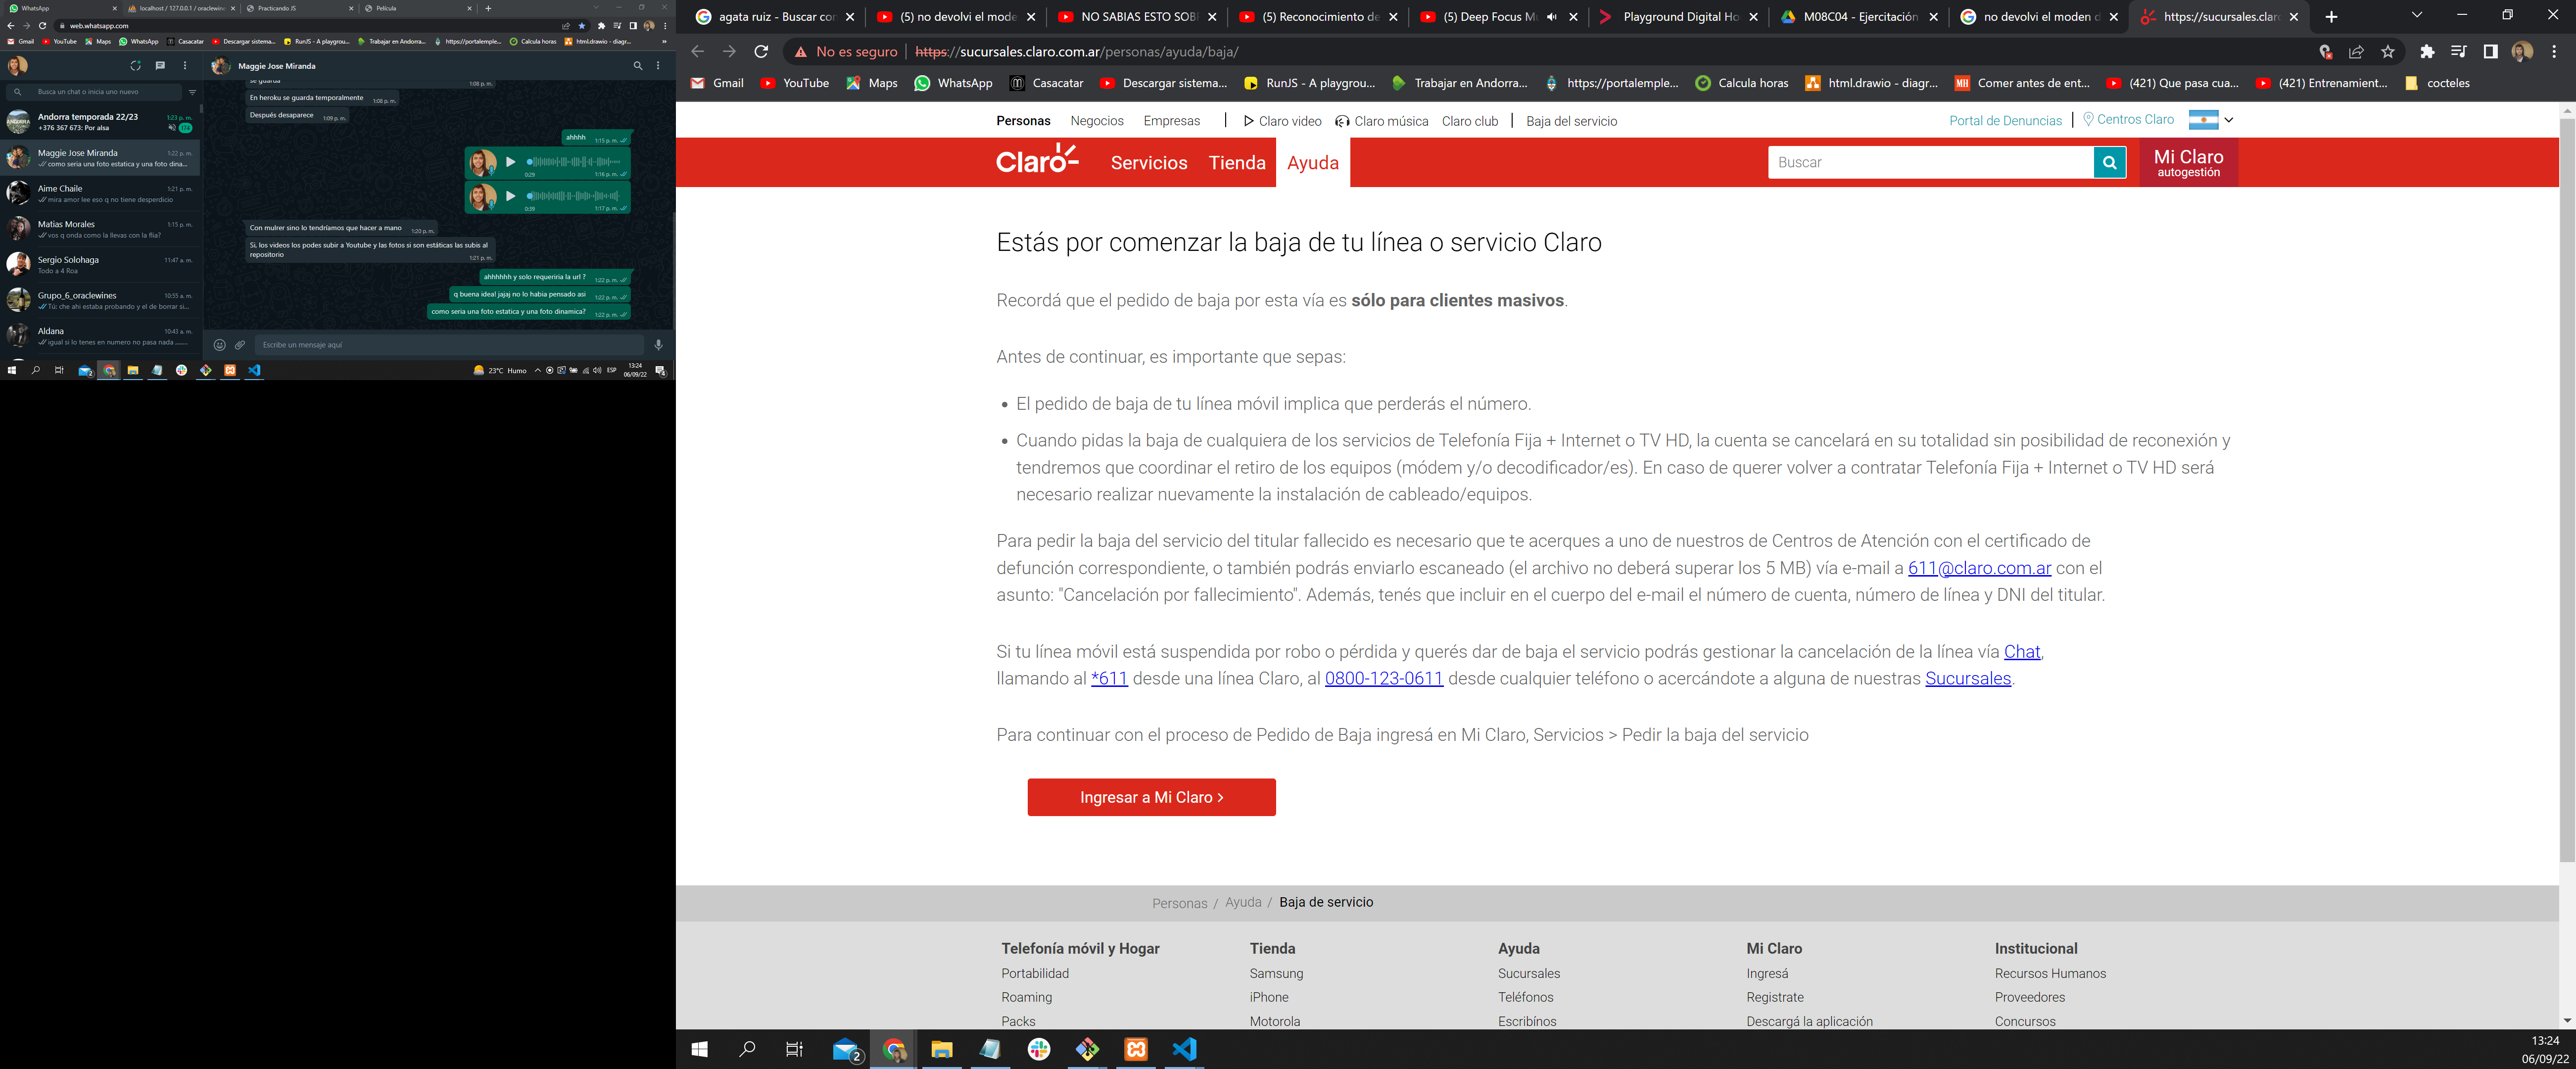 WhatsApp
localhost / 127.0.0.1 / oraclewine
Practicando JS
Película
web.whatsapp.com
Gmail
YouTube
Maps
WhatsApp
Casacatar
Descargar sistema...
RunJS - A playgrou...
Trabajar en Andorra...
https://portalemple...
Calcula horas
html.drawio - diagr...
Maggie Jose Miranda
Busca un chat o inicia uno nuevo
Andorra temporada 22/23
1:23 p. m.
+376 367 673: Por alsa
174
Maggie Jose Miranda
1:22 p. m.
como seria una foto estatica y una foto dina...
Aime Chaile
1:21 p. m.
mira amor lee eso q no tiene desperdicio
Matias Morales
1:15 p. m.
vos q onda como la llevas con la flia?
Sergio Solohaga
11:47 a. m.
Todo a 4 Roa
Grupo_6_oraclewines
10:55 a. m.
Tú: che ahi estaba probando y el de borrar si...
Aldana
10:43 a. m.
igual si lo tenes en numero no pasa nada ........
se guarda
1:08 p. m.
En heroku se guarda temporalmente
1:08 p. m.
Después desaparece
1:09 p. m.
ahhhh
1:15 p. m.
0:29
1:16 p. m.
0:39
1:17 p. m.
Con mulrer sino lo tendríamos que hacer a mano
1:20 p. m.
Si, los videos los podes subir a Youtube y las fotos si son estáticas las subis al
repositorio
1:21 p. m.
ahhhhhh y solo requeriria la url ?
1:22 p. m.
q buena idea! jajaj no lo habia pensado asi
1:22 p. m.
como seria una foto estatica y una foto dinamica?
1:22 p. m.
Escribe un mensaje aquí
2
23°C Humo
ESP
13:24
06/09/22
4
agata ruiz - Buscar con
(5) no devolvi el mode
NO SABIAS ESTO SOB
(5) Reconocimiento de
(5) Deep Focus Mu
Playground Digital Ho
M08C04 - Ejercitación
no devolvi el moden d
https://sucursales.claro
No es seguro
https://sucursales.claro.com.ar/personas/ayuda/baja/
Gmail
YouTube
Maps
WhatsApp
Casacatar
Descargar sistema...
RunJS - A playgrou...
Trabajar en Andorra...
https://portalemple...
Calcula horas
html.drawio - diagr...
MH
Comer antes de ent...
(421) Que pasa cua...
(421) Entrenamient...
cocteles
Personas
Negocios
Empresas
Claro video
Claro música
Claro club
Baja del servicio
Portal de Denuncias
Centros Claro
Claro
Servicios
Tienda
Ayuda
Buscar
Mi Claro
autogestión
Estás por comenzar la baja de tu línea o servicio Claro
Recordá que el pedido de baja por esta vía es sólo para clientes masivos.
Antes de continuar, es importante que sepas:
• El pedido de baja de tu línea móvil implica que perderás el número.
• Cuando pidas la baja de cualquiera de los servicios de Telefonía Fija + Internet o TV HD, la cuenta se cancelará en su totalidad sin posibilidad de reconexión y
tendremos que coordinar el retiro de los equipos (módem y/o decodificador/es). En caso de querer volver a contratar Telefonía Fija + Internet o TV HD será
necesario realizar nuevamente la instalación de cableado/equipos.
Para pedir la baja del servicio del titular fallecido es necesario que te acerques a uno de nuestros de Centros de Atención con el certificado de
defunción correspondiente, o también podrás enviarlo escaneado (el archivo no deberá superar los 5 MB) vía e-mail a 611@claro.com.ar con el
asunto: "Cancelación por fallecimiento". Además, tenés que incluir en el cuerpo del e-mail el número de cuenta, número de línea y DNI del titular.
Si tu línea móvil está suspendida por robo o pérdida y querés dar de baja el servicio podrás gestionar la cancelación de la línea vía Chat,
llamando al *611 desde una línea Claro, al 0800-123-0611 desde cualquier teléfono o acercándote a alguna de nuestras Sucursales.
Para continuar con el proceso de Pedido de Baja ingresá en Mi Claro, Servicios > Pedir la baja del servicio
Ingresar a Mi Claro >
Personas / Ayuda / Baja de servicio
Telefonía móvil y Hogar
Portabilidad
Roaming
Packs
Tienda
Samsung
iPhone
Motorola
Ayuda
Sucursales
Teléfonos
Escribínos
Mi Claro
Ingresá
Registrate
Descargá la aplicación
Institucional
Recursos Humanos
Proveedores
Concursos
2
13:24
06/09/22